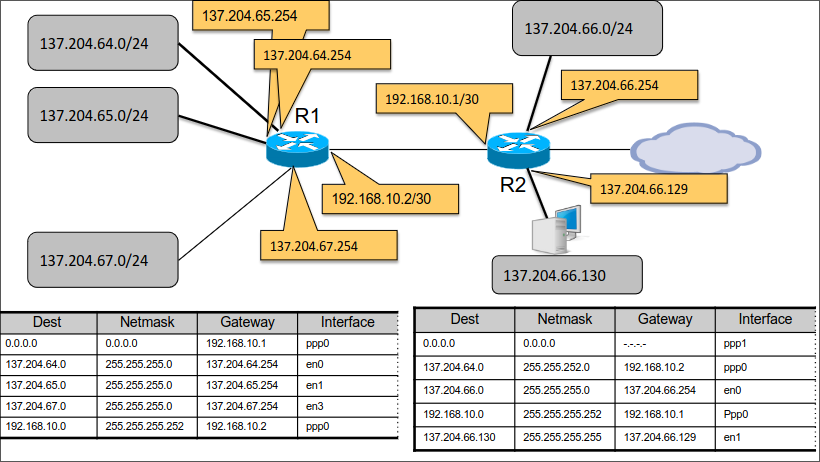 137.204.65.254
137.204.64.0/24
137.204.64.254
137.204.66.0/24
137.204.66.254
192.168.10.1/30
137.204.65.0/24
R1
R2
137.204.66.129
192.168.10.2/30
137.204.67.254
137.204.67.0/24
137.204.66.130
Dest Netmask Gateway Interface
0.0.0.0 0.0.0.0 192.168.10.1 ppp0
137.204.64.0 255.255.255.0 137.204.64.254 en0
137.204.65.0 255.255.255.0 137.204.65.254 en1
137.204.67.0 255.255.255.0 137.204.67.254 en3
192.168.10.0 255.255.255.252 192.168.10.2 ppp0
Dest Netmask Gateway Interface
0.0.0.0 0.0.0.0 -.-.-.- ppp1
137.204.64.0 255.255.252.0 192.168.10.2 ppp0
137.204.66.0 255.255.255.0 137.204.66.254 en0
192.168.10.0 255.255.255.252 192.168.10.1 Ppp0
137.204.66.130 255.255.255.255 137.204.66.129 en1